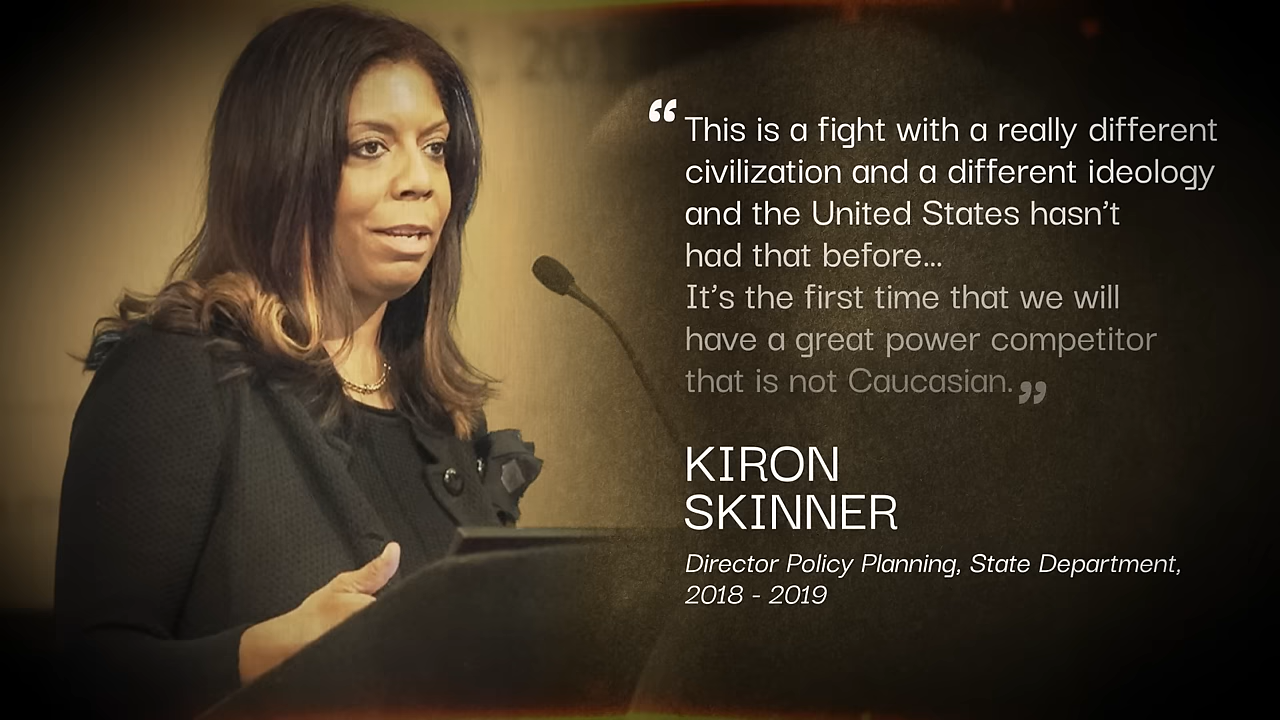 “This is a fight with a really different
civilization and a different ideology
and the United States hasn’t
had that before...
It’s the first time that we will
have a great power competitor
that is not Caucasian.”
KIRON
SKINNER
Director Policy Planning, State Department,
2018 - 2019